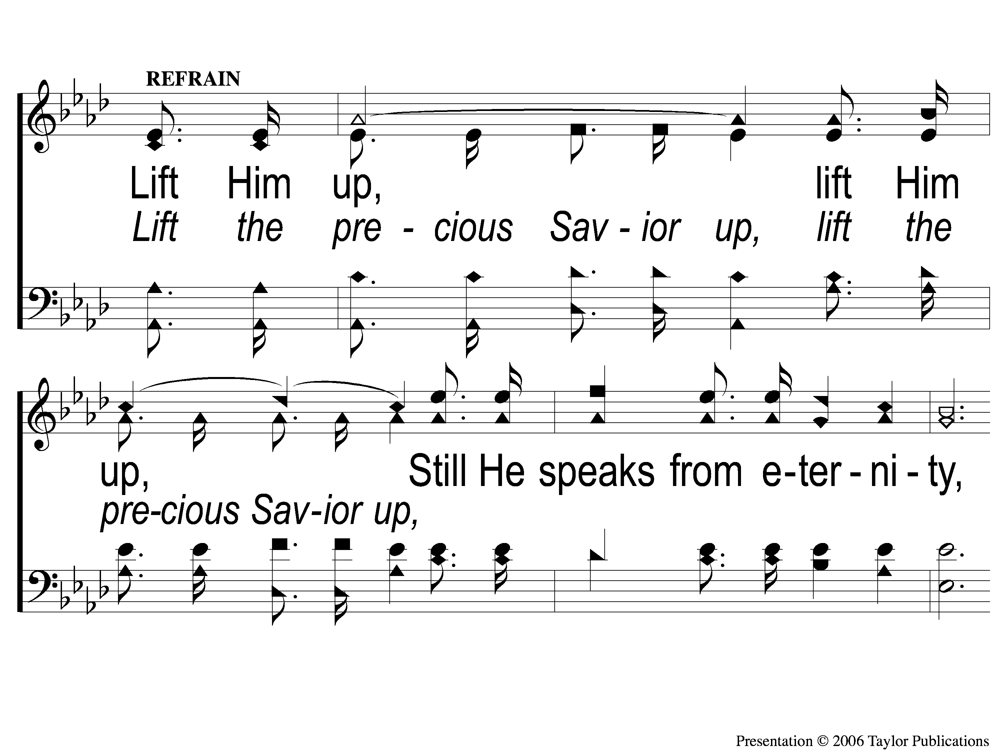 REFRAIN
Lift Him up, lift Him
Lift the pre - cious Sav - ior up, lift the
up, Still He speaks from e-ter - ni - ty,
pre-cious Sav-ior up,
Presentation © 2006 Taylor Publications